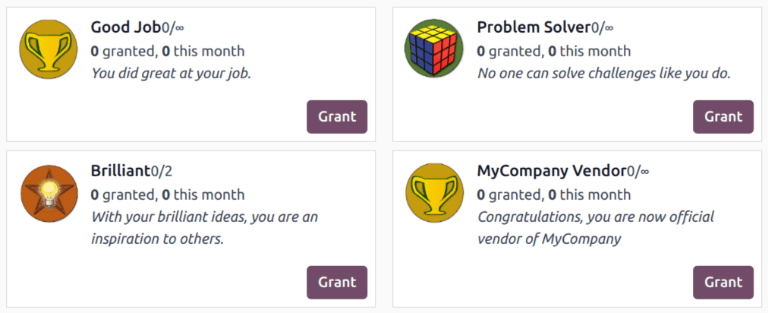 Good Job0/∞
0 granted, 0 this month
You did great at your job.
Grant
Problem Solver0/∞
0 granted, 0 this month
No one can solve challenges like you do.
Grant
Brilliant0/2
0 granted, 0 this month
With your brilliant ideas, you are an
inspiration to others.
Grant
MyCompany Vendor0/∞
0 granted, 0 this month
Congratulations, you are now official
vendor of MyCompany
Grant